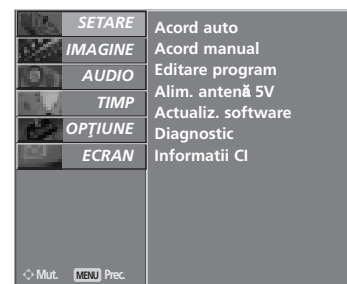 SETARE
IMAGINE
AUDIO
TIMP
OPŢIUNE
ECRAN
Acord auto
Acord manual
Editare program
Alim. antenă 5V
Actualiz. software
Diagnostic
Informatii CI
Mut. MENU Prec.